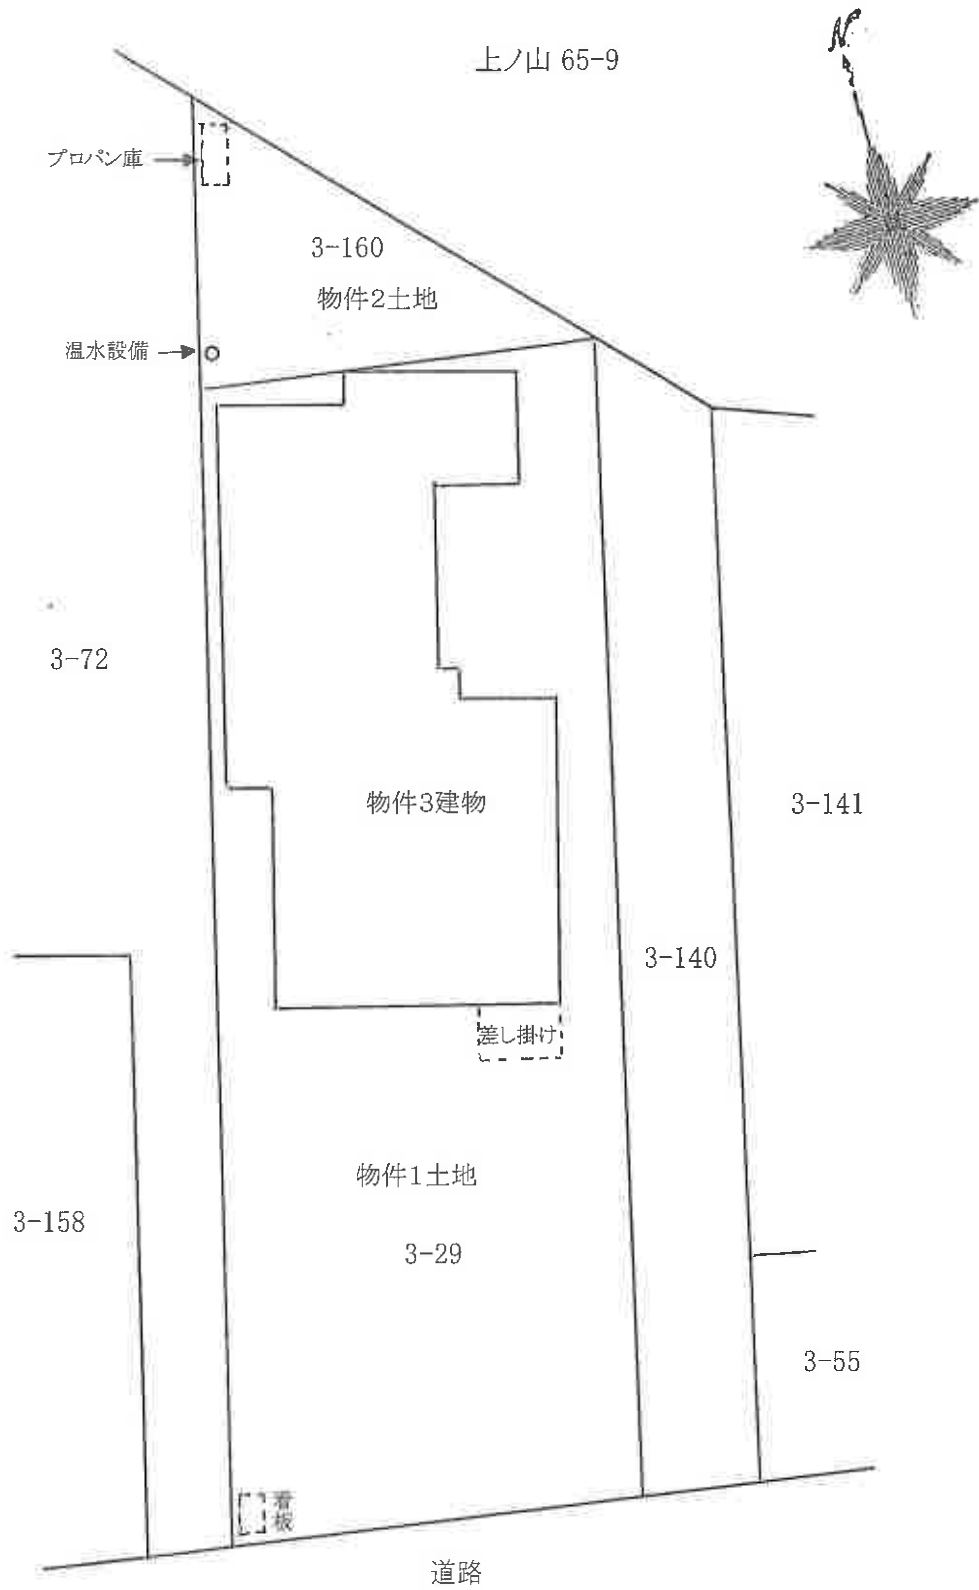 N
上ノ山 65-9
プロパン庫
3-160
物件2土地
温水設備
3-72
物件3建物
3-141
3-140
差し掛け
物件1土地
3-158
3-29
3-55
看板
道路